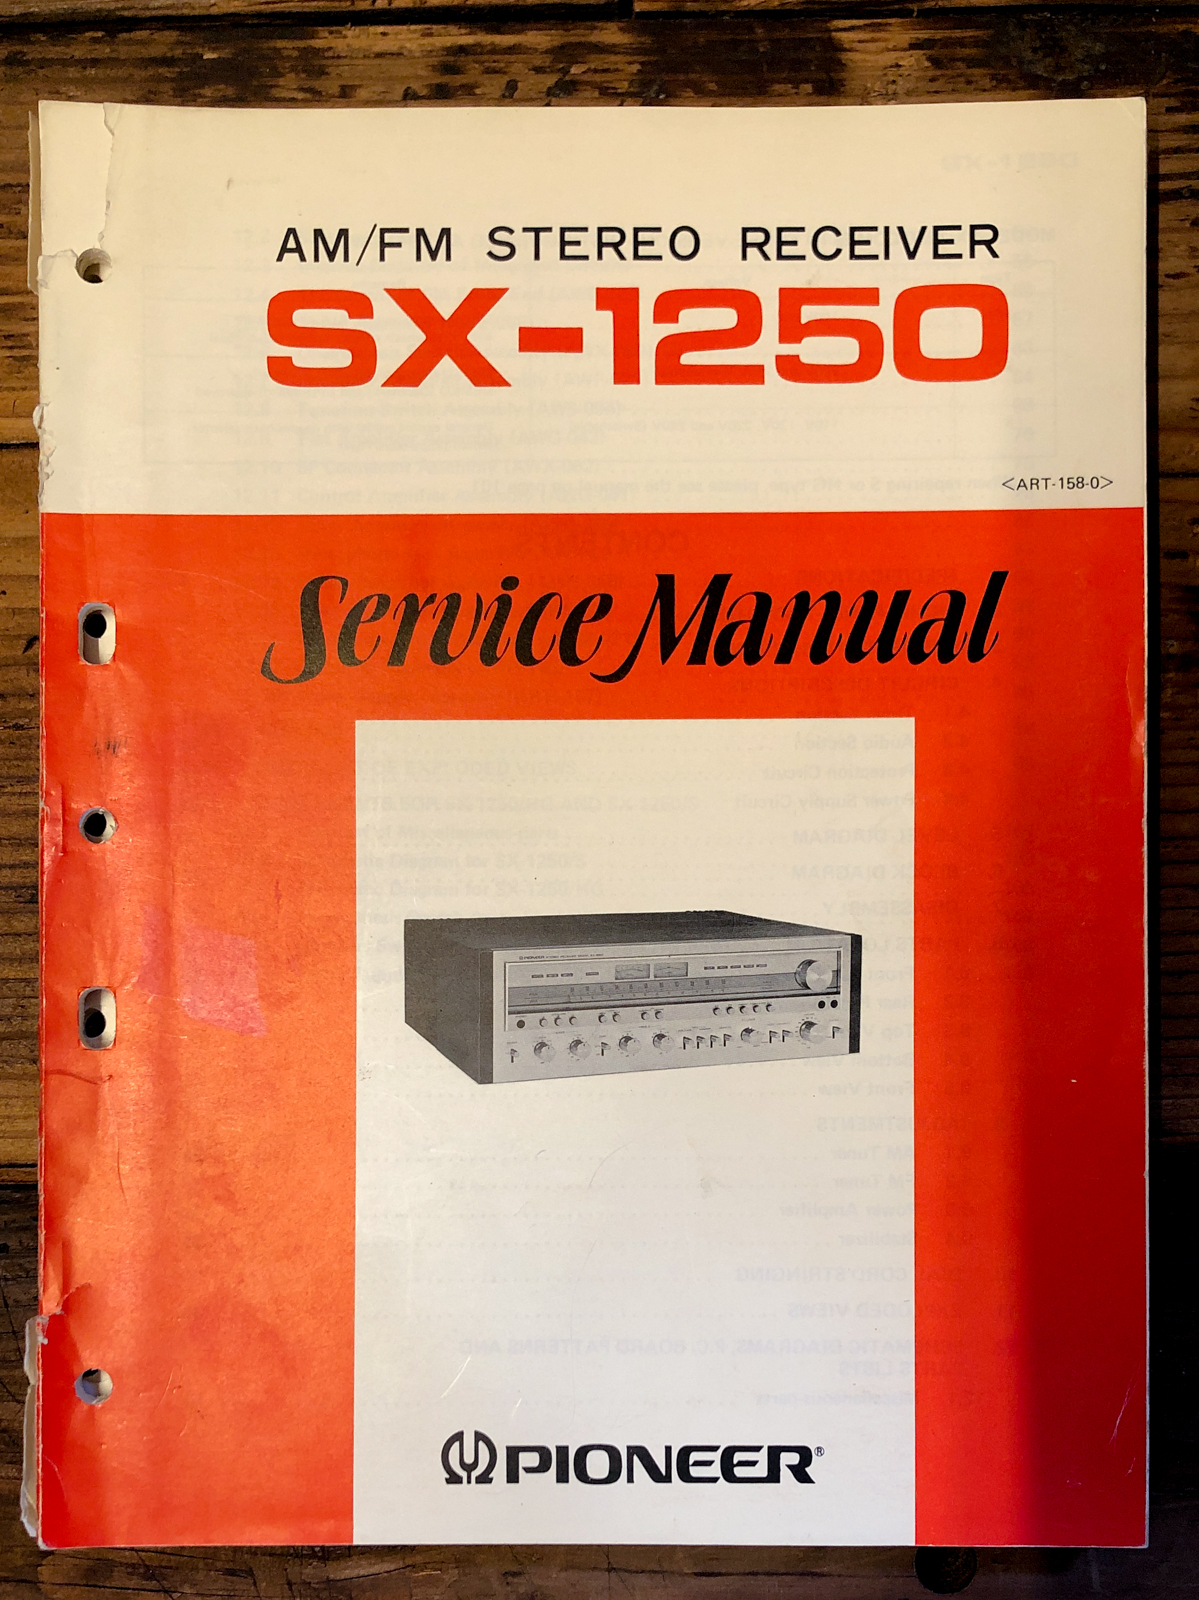 AM/FM STEREO RECEIVER
SX-1250
<ART-158-0>
Service Manual
PIONEER®